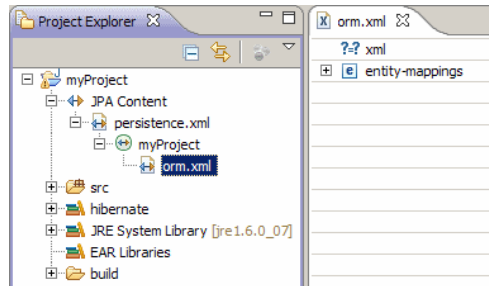 Project Explorer
myProject
JPA Content
persistence.xml
myProject
orm.xml
src
hibernate
JRE System Library [jre1.6.0_07]
EAR Libraries
build
X orm.xml
?=? xml
e entity-mappings